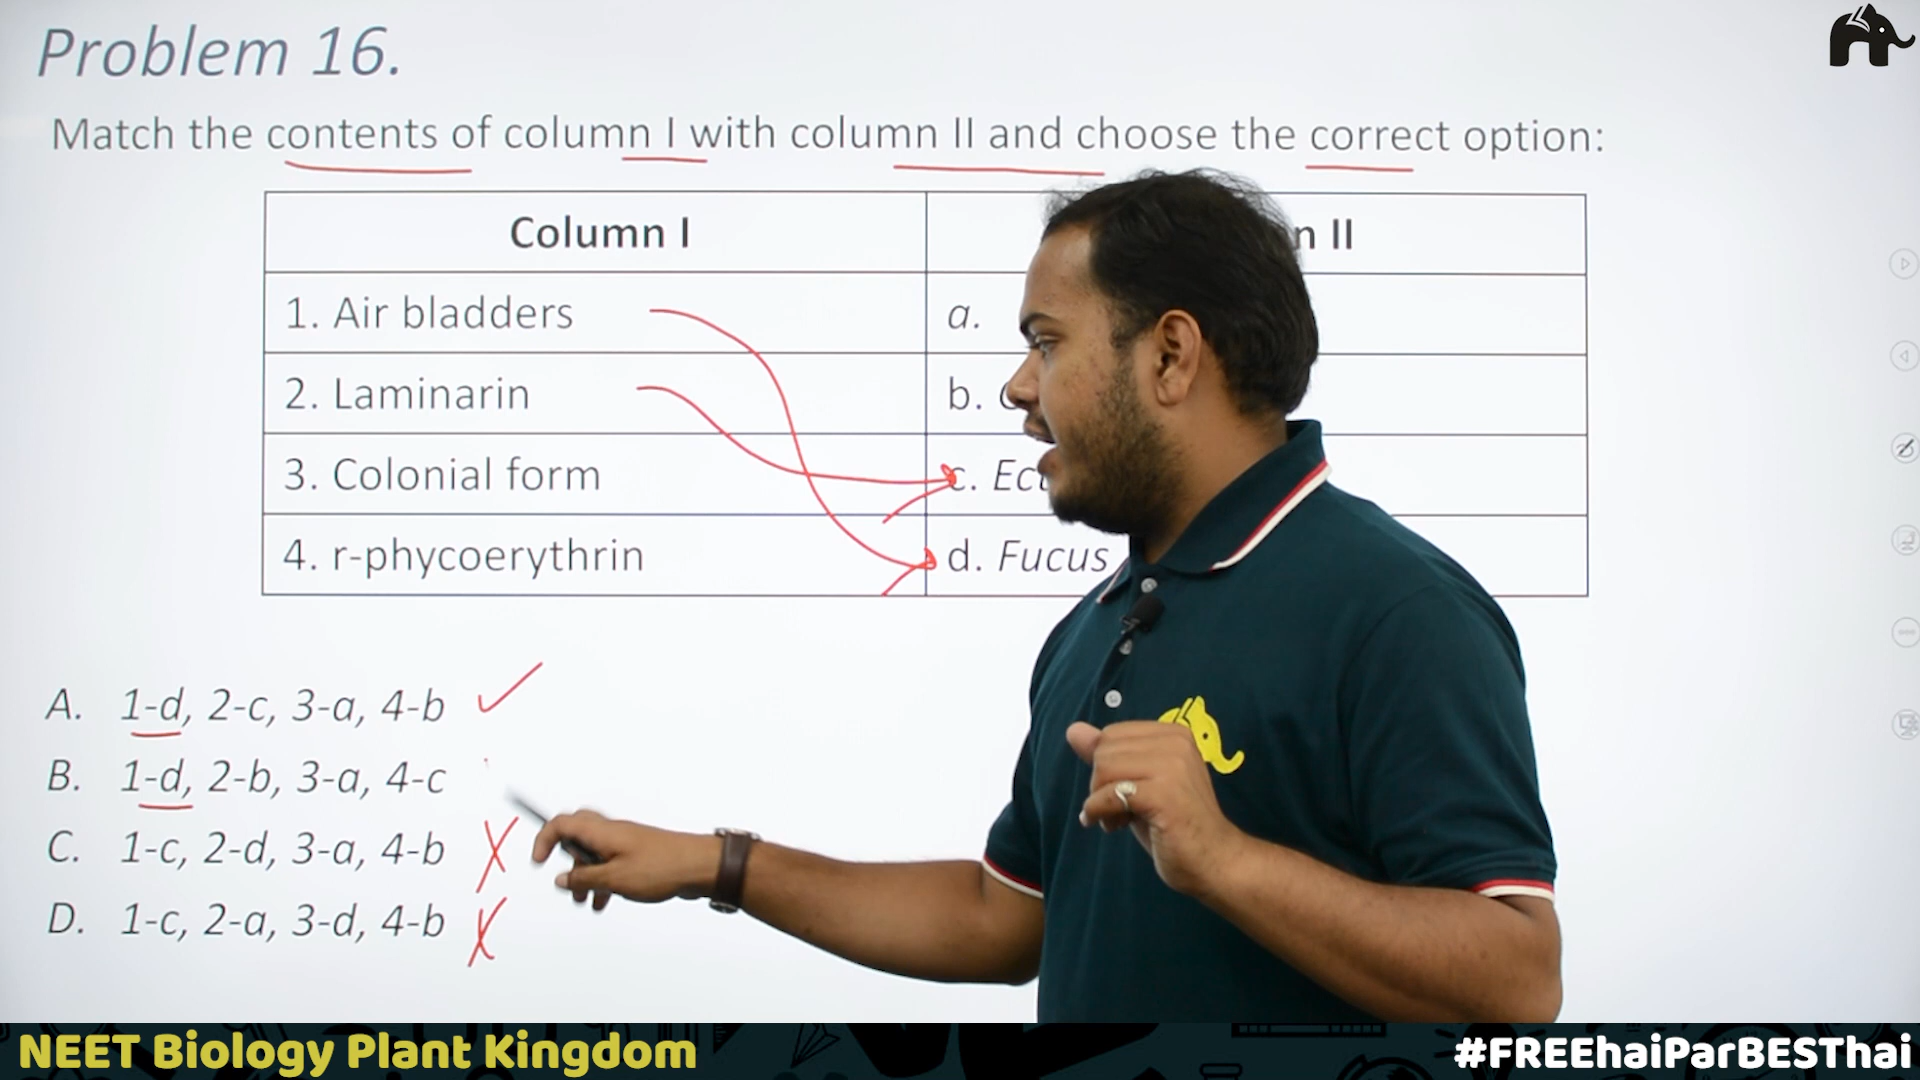 Problem 16.
Match the contents of column I with column II and choose the correct option:
Column I
n II
1. Air bladders
a.
2. Laminarin
b.
3. Colonial form
c. Ec
4. r-phycoerythrin
d. Fucus
A. 1-d, 2-c, 3-a, 4-b
B. 1-d, 2-b, 3-a, 4-c
C. 1-c, 2-d, 3-a, 4-b
D. 1-c, 2-a, 3-d, 4-b
NEET Biology Plant Kingdom
#FREEhaiParBESThai